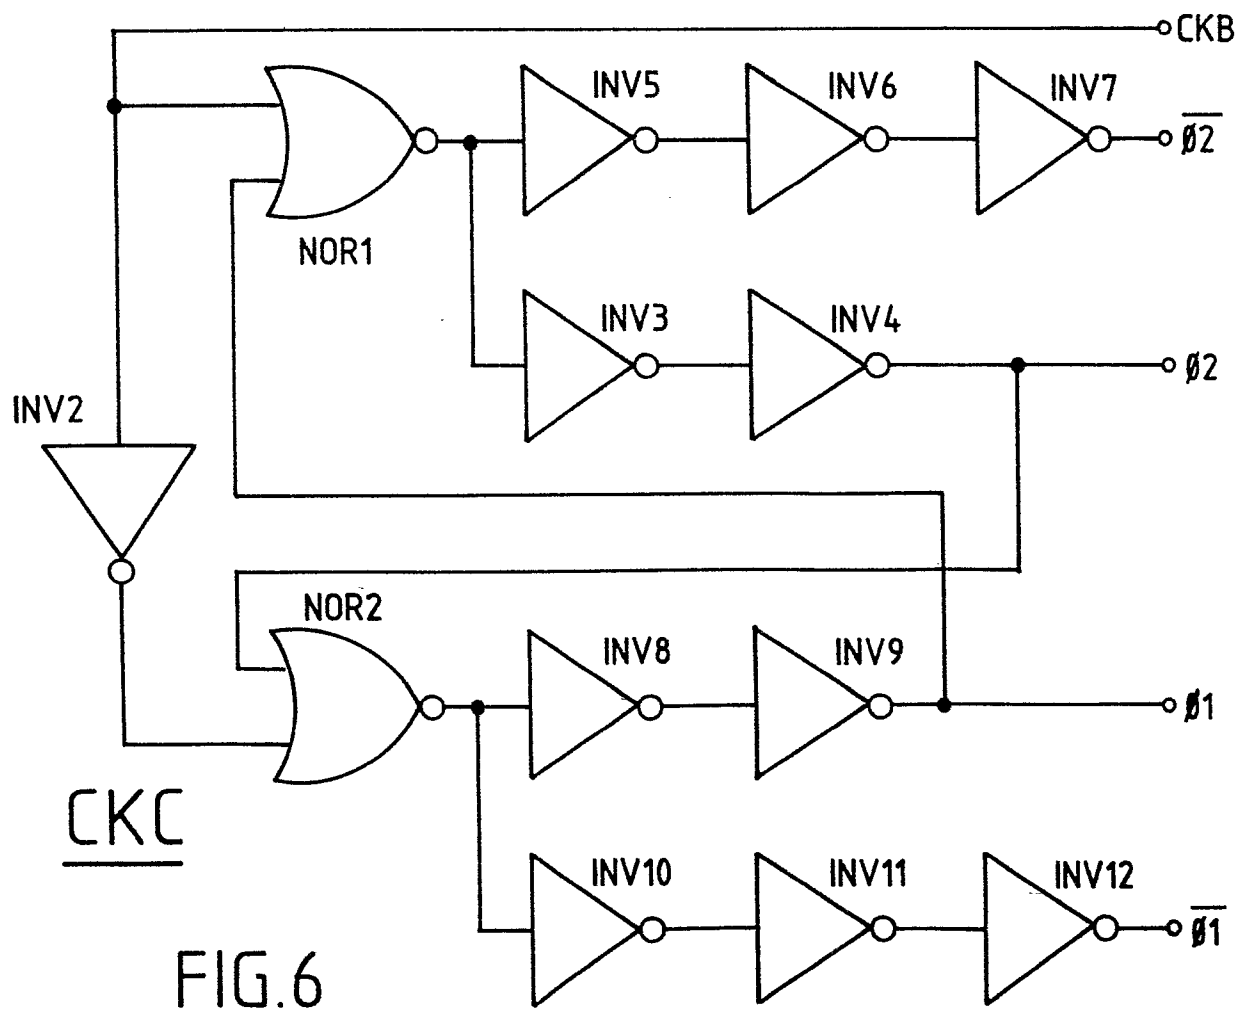 CKB
INV5
INV6
INV7
ø2̅
NOR1
INV3
INV4
ø2
INV2
NOR2
INV8
INV9
ø1
CKC
INV10
INV11
INV12
ø1̅
FIG.6